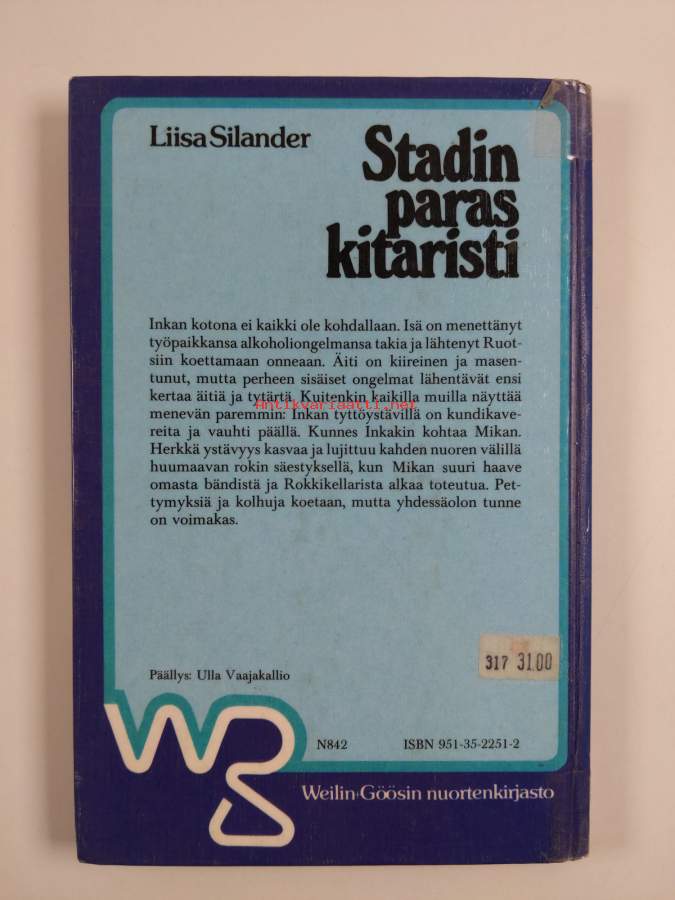 Liisa Silander
Stadin
paras
kitaristi
Inkan kotona ei kaikki ole kohdallaan. Isä on menettänyt
työpaikkansa alkoholiongelmansa takia ja lähtenyt Ruot-
siin koettamaan onneaan. Äiti on kiireinen ja masen-
tunut, mutta perheen sisäiset ongelmat lähentävät ensi
kertaa äitiä ja tytärtä. Kuitenkin kaikilla muilla näyttää
Antikvariaatti.net
menevän paremmin: Inkan tyttöystävillä on kundikave-
reita ja vauhti päällä. Kunnes Inkakin kohtaa Mikan.
Herkkä ystävyys kasvaa ja lujittuu kahden nuoren välillä
huumaavan rokin säestyksellä, kun Mikan suuri haave
omasta bändistä ja Rokkikellarista alkaa toteutua. Pet-
tymyksiä ja kolhuja koetaan, mutta yhdessäolon tunne
on voimakas.
317 31.00
Päällys: Ulla Vaajakallio
N842 ISBN 951-35-2251-2
WG
Weilin+Göösin nuortenkirjasto